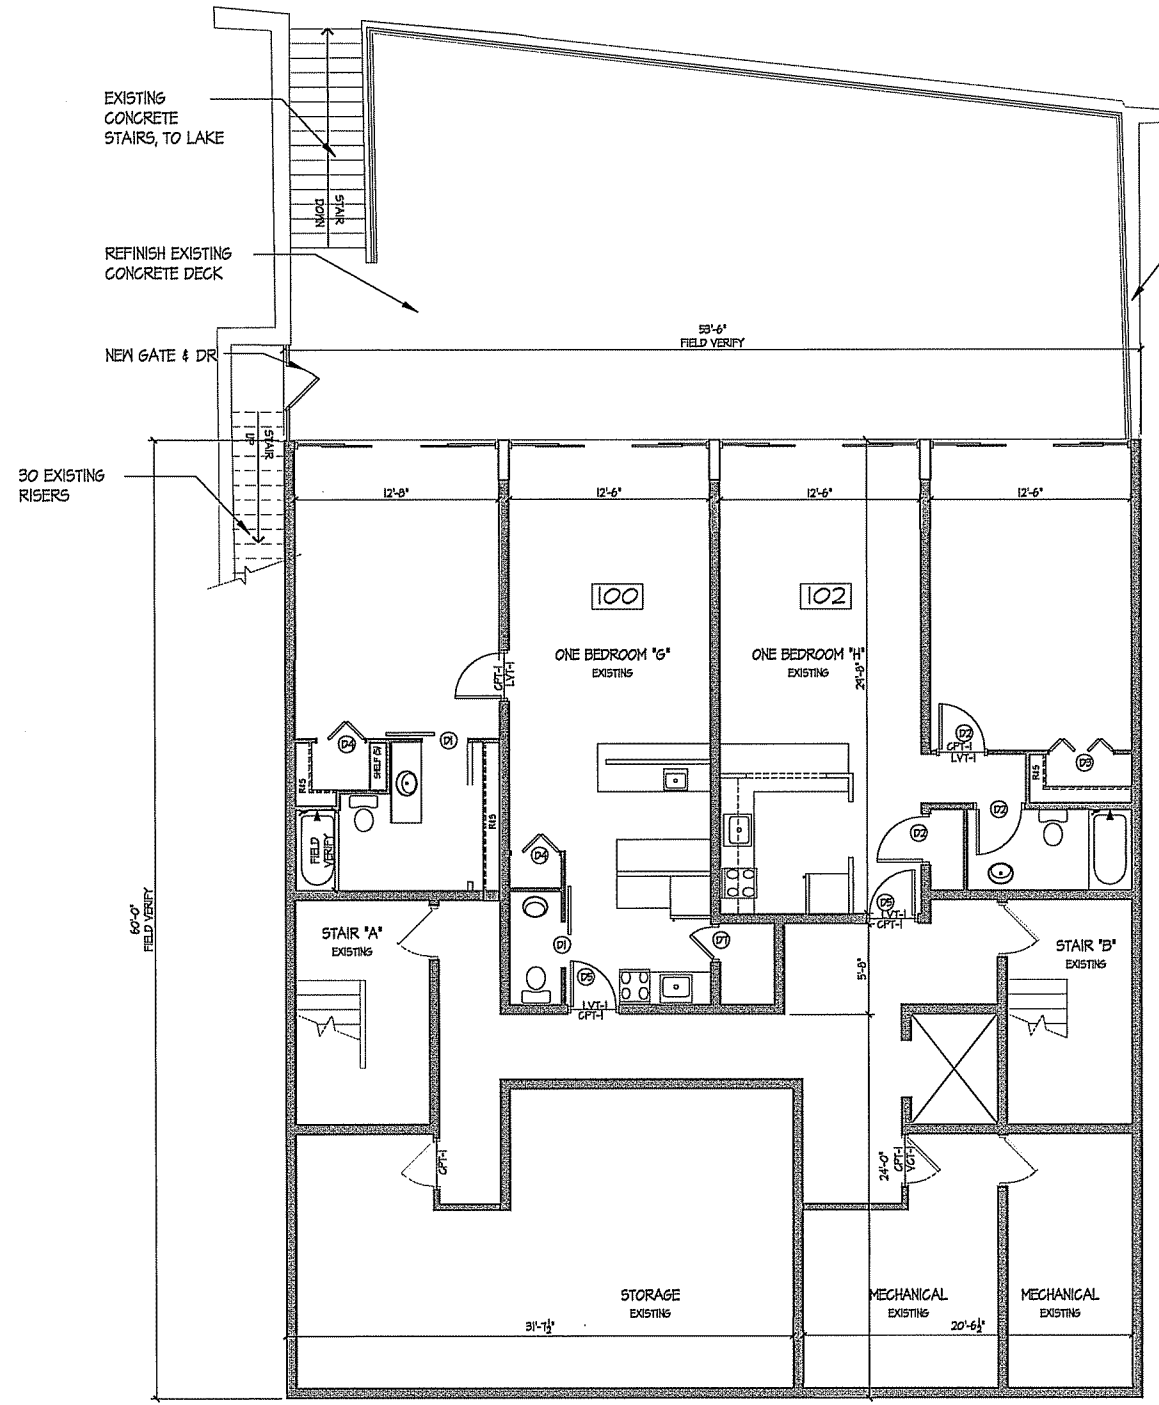 EXISTING
CONCRETE
STAIRS, TO LAKE
STAIR
DOWN
REFINISH EXISTING
CONCRETE DECK
53'-6"
FIELD VERIFY
NEW GATE & DR
STAIR
UP
30 EXISTING
RISERS
12'-8"
12'-6"
12'-6"
12'-6"
100
102
ONE BEDROOM "G"
EXISTING
ONE BEDROOM "H"
EXISTING
29'-8"
CPT-1
LVT-1
D4
D1
SHELF (5)
R&S
R&S
FIELD
VERIFY
D2
CPT-1
LVT-1
D3
R&S
D2
D2
D4
D5
LVT-1
CPT-1
60'-0"
FIELD VERIFY
STAIR "A"
EXISTING
D1
D7
STAIR "B"
EXISTING
5'-8"
D5
LVT-1
CPT-1
CPT-1
24'-0"
CPT-1
VCT-1
STORAGE
EXISTING
MECHANICAL
EXISTING
MECHANICAL
EXISTING
31'-7½"
20'-6½"